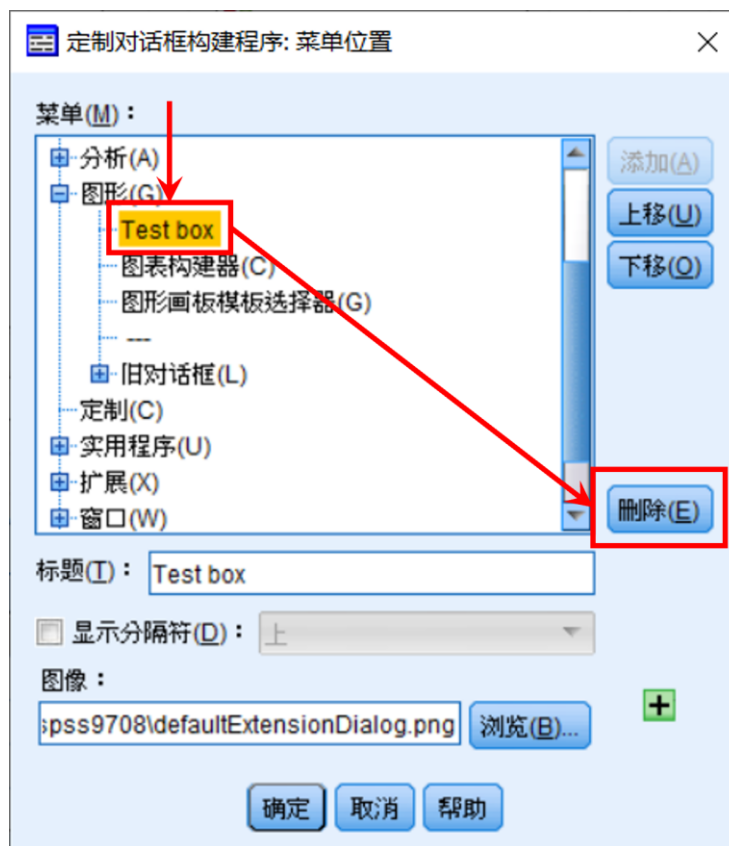 定制对话框构建程序: 菜单位置
菜单(M)：
分析(A)
添加(A)
图形(G)
Test box
上移(U)
图表构建器(C)
下移(O)
图形画板模板选择器(G)
---
旧对话框(L)
定制(C)
实用程序(U)
扩展(X)
删除(E)
窗口(W)
标题(T)： Test box
显示分隔符(D)： 上
图像：
spss9708\defaultExtensionDialog.png 浏览(B)...
确定 取消 帮助